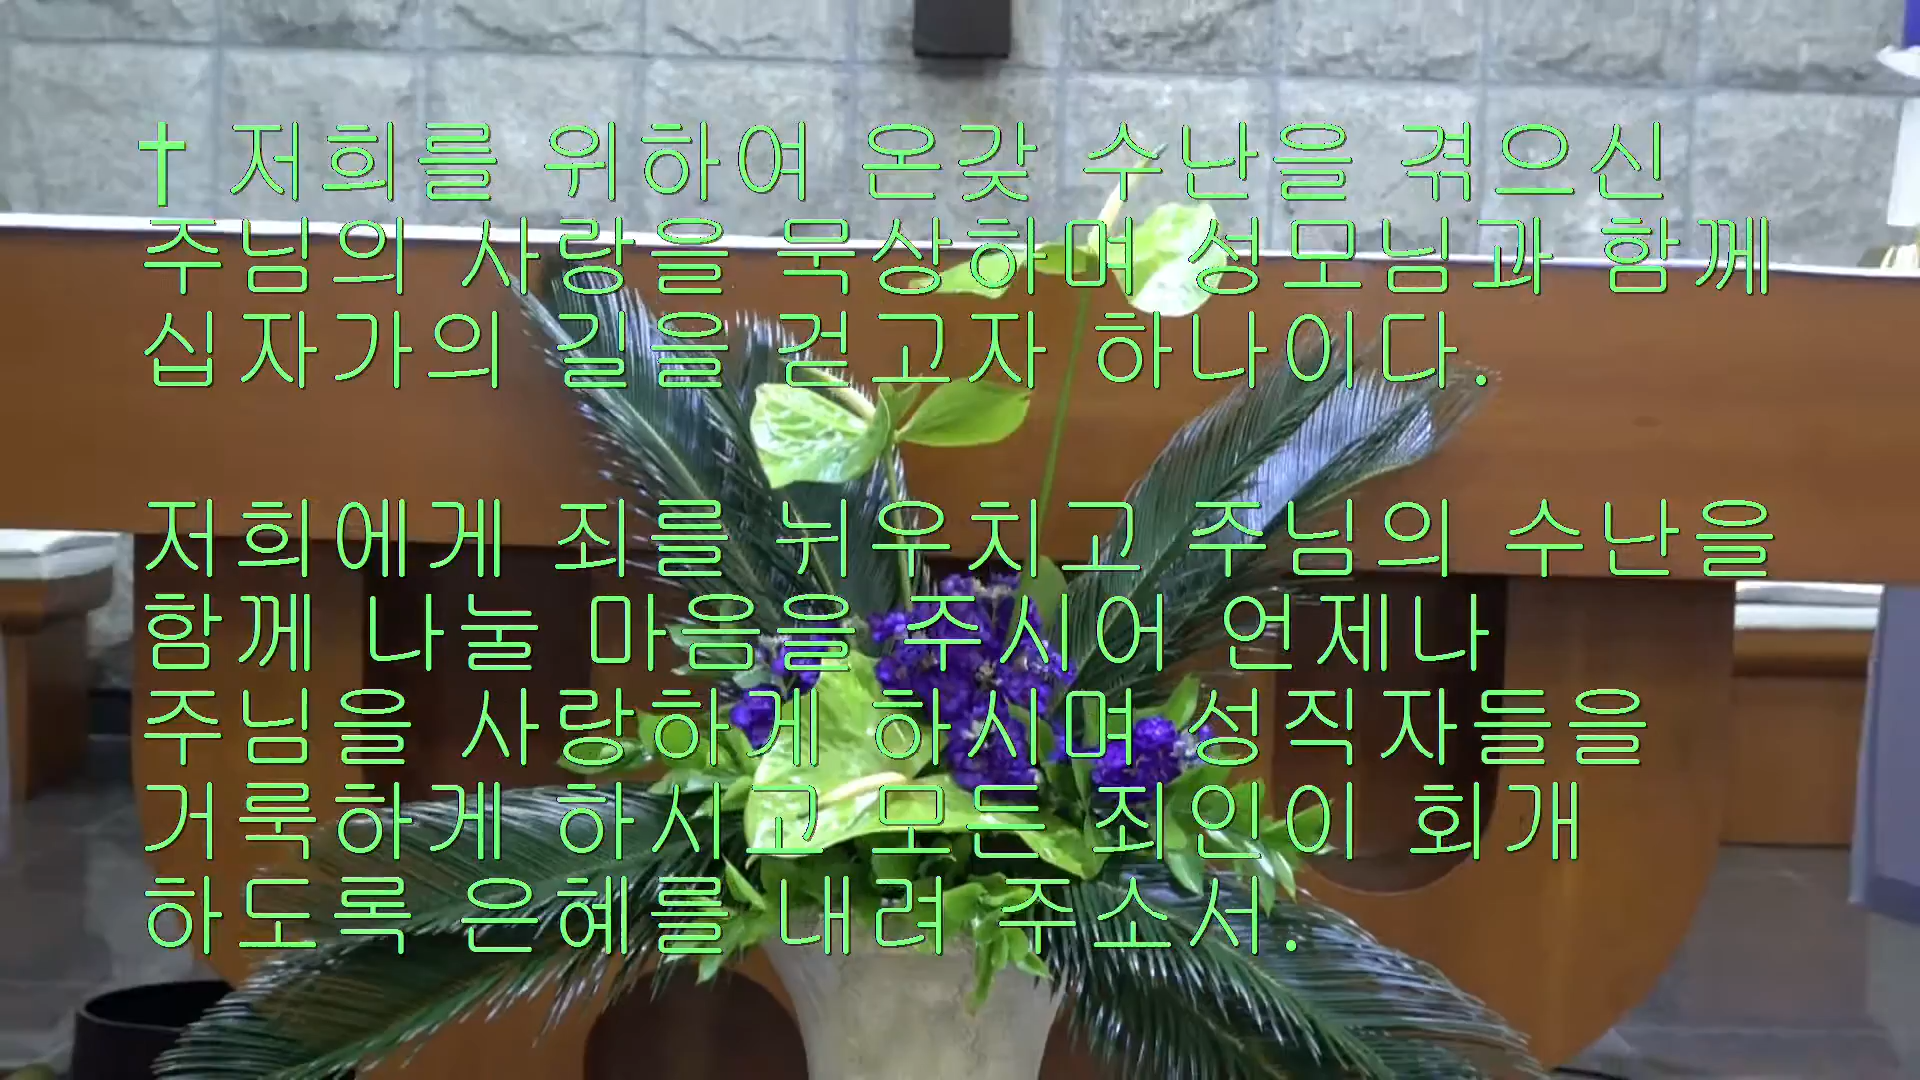 † 저희를 위하여 온갖 수난을 겪으신
주님의 사랑을 묵상하며 성모님과 함께
십자가의 길을 걷고자 하나이다.
저희에게 죄를 뉘우치고 주님의 수난을
함께 나눌 마음을 주시어 언제나
주님을 사랑하게 하시며 성직자들을
거룩하게 하시고 모든 죄인이 회개
하도록 은혜를 내려 주소서.